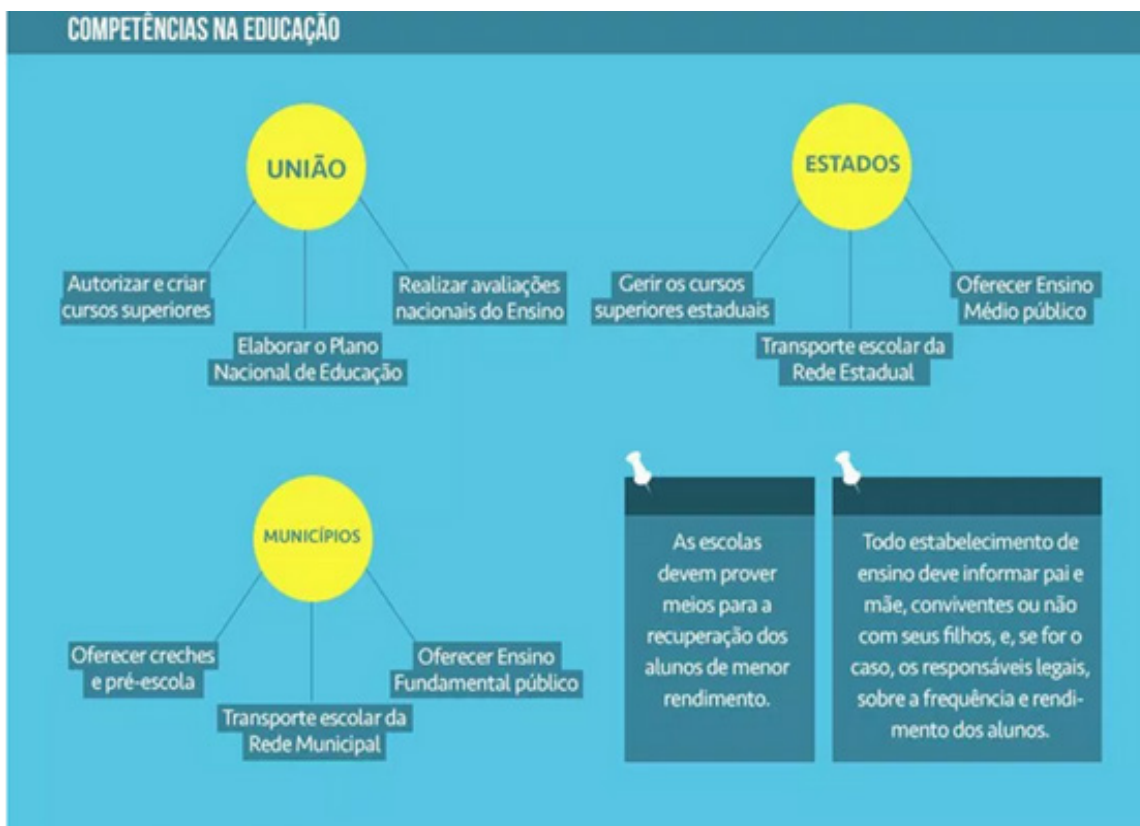 COMPETÊNCIAS NA EDUCAÇÃO
UNIÃO
Autorizar e criar
cursos superiores
Elaborar o Plano
Nacional de Educação
Realizar avaliações
nacionais do Ensino
ESTADOS
Gerir os cursos
superiores estaduais
Transporte escolar da
Rede Estadual
Oferecer Ensino
Médio público
MUNICÍPIOS
Oferecer creches
e pré-escola
Transporte escolar da
Rede Municipal
Oferecer Ensino
Fundamental público
As escolas
devem prover
meios para a
recuperação dos
alunos de menor
rendimento.
Todo estabelecimento de
ensino deve informar pai e
mãe, conviventes ou não
com seus filhos, e, se for o
caso, os responsáveis legais,
sobre a frequência e rendi-
mento dos alunos.